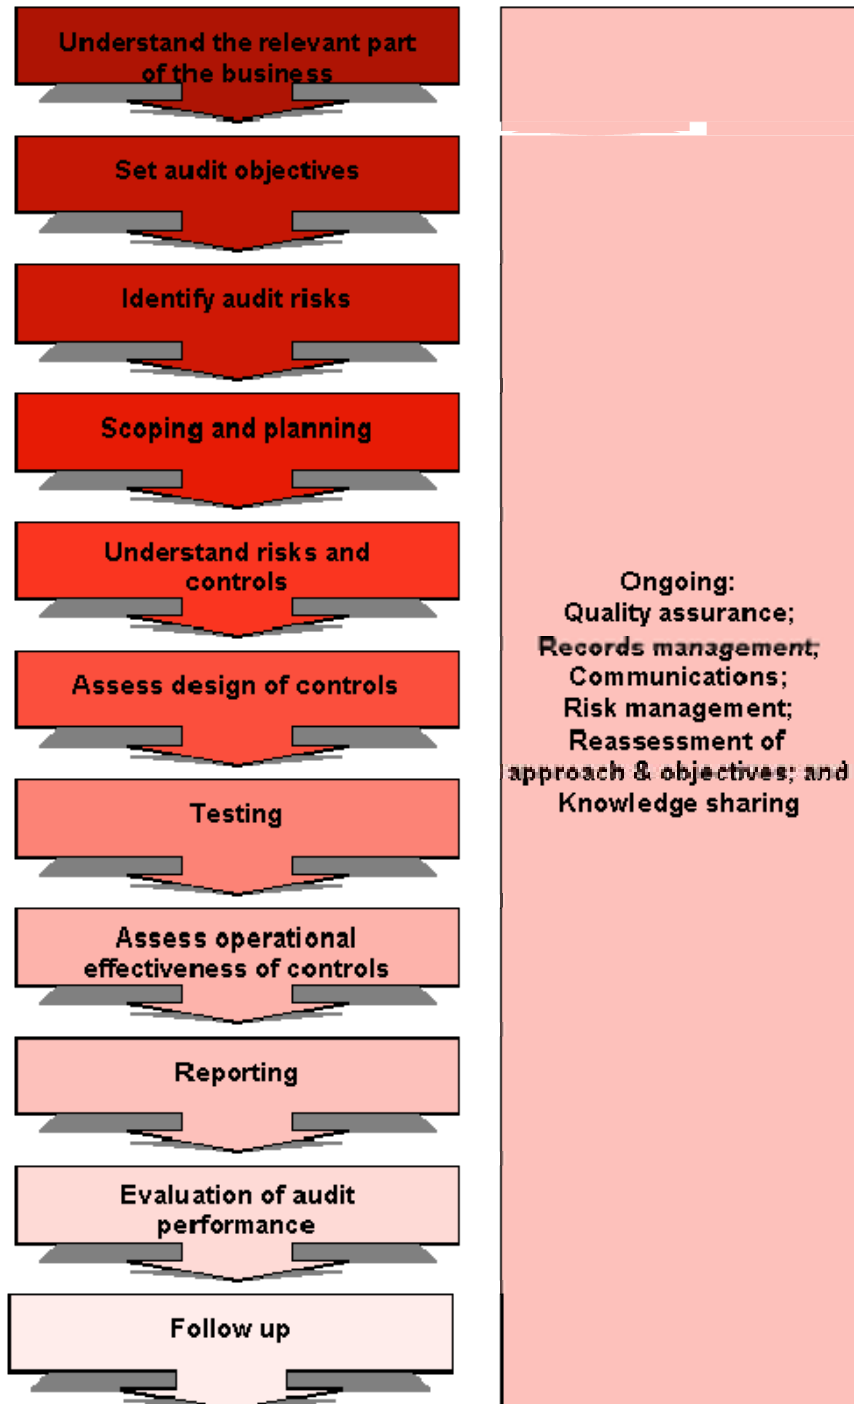 Understand the relevant part
of the business
Set audit objectives
Identify audit risks
Scoping and planning
Understand risks and
controls
Assess design of controls
Testing
Assess operational
effectiveness of controls
Reporting
Evaluation of audit
performance
Follow up
Ongoing:
Quality assurance;
Records management;
Communications;
Risk management;
Reassessment of
approach & objectives; and
Knowledge sharing